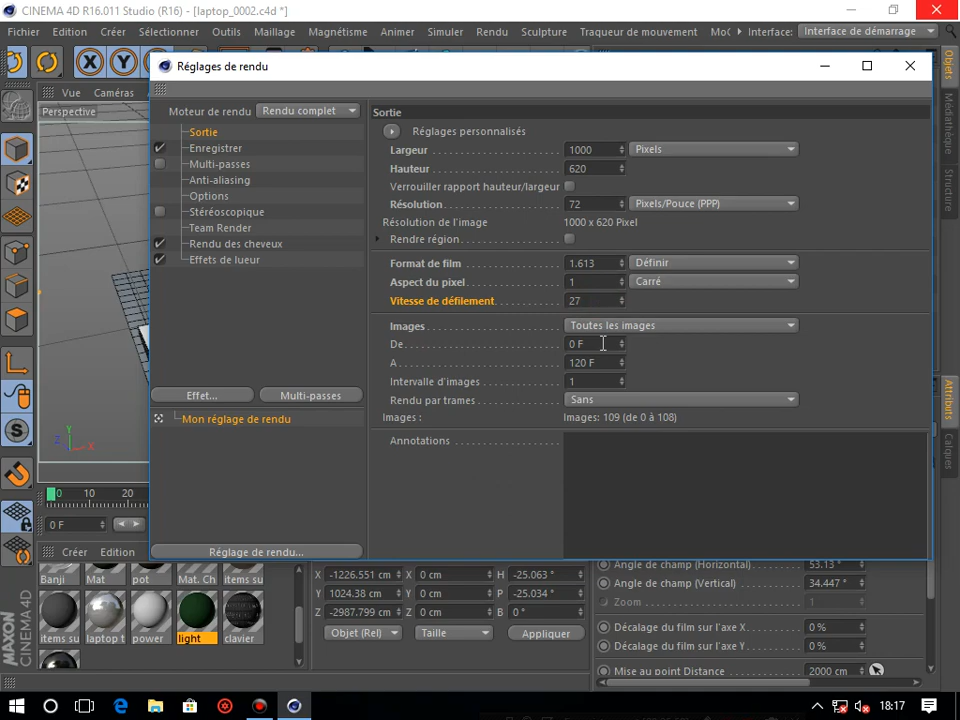 CINEMA 4D R16.011 Studio (R16) - [laptop_0002.c4d *]
Fichier Edition Créer Sélectionner Outils Maillage Magnétisme Animer Simuler Rendu Sculpture Traqueur de mouvement Interface: Interface de démarrage
X Y
Réglages de rendu
Vue Caméras
Perspective
Moteur de rendu Rendu complet
Sortie
Enregistrer
Multi-passes
Anti-aliasing
Options
Stéréoscopique
Team Render
Rendu des cheveux
Effets de lueur
Effet... Multi-passes
Mon réglage de rendu
Réglage de rendu...
Sortie
Réglages personnalisés
Largeur 1000 Pixels
Hauteur 620
Verrouiller rapport hauteur/largeur
Résolution 72 Pixels/Pouce (PPP)
Résolution de l'image 1000 x 620 Pixel
Rendre région
Format de film 1.613 Définir
Aspect du pixel 1 Carré
Vitesse de défilement 27
Images Toutes les images
De 0 F
A 120 F
Intervalle d'images 1
Rendu par trames Sans
Images : Images: 109 (de 0 à 108)
Annotations
Objets
Médiathèque
Structure
Attributs
Calques
Y
Z X
S
0 10 20
0 F
Créer Edition
Banji Mat pot Mat. Ch items su
items su laptop t power light clavier
MAXON
CINEMA 4D
X -1226.551 cm X 0 cm H -25.063 °
Y 1024.38 cm Y 0 cm P -25.034 °
Z -2987.799 cm Z 0 cm B 0 °
Objet (Rel) Taille Appliquer
Angle de champ (Horizontal) 53.13 °
Angle de champ (Vertical) 34.447 °
Zoom 1
Décalage du film sur l'axe X 0 %
Décalage du film sur l'axe Y 0 %
Mise au point Distance 2000 cm
18:17